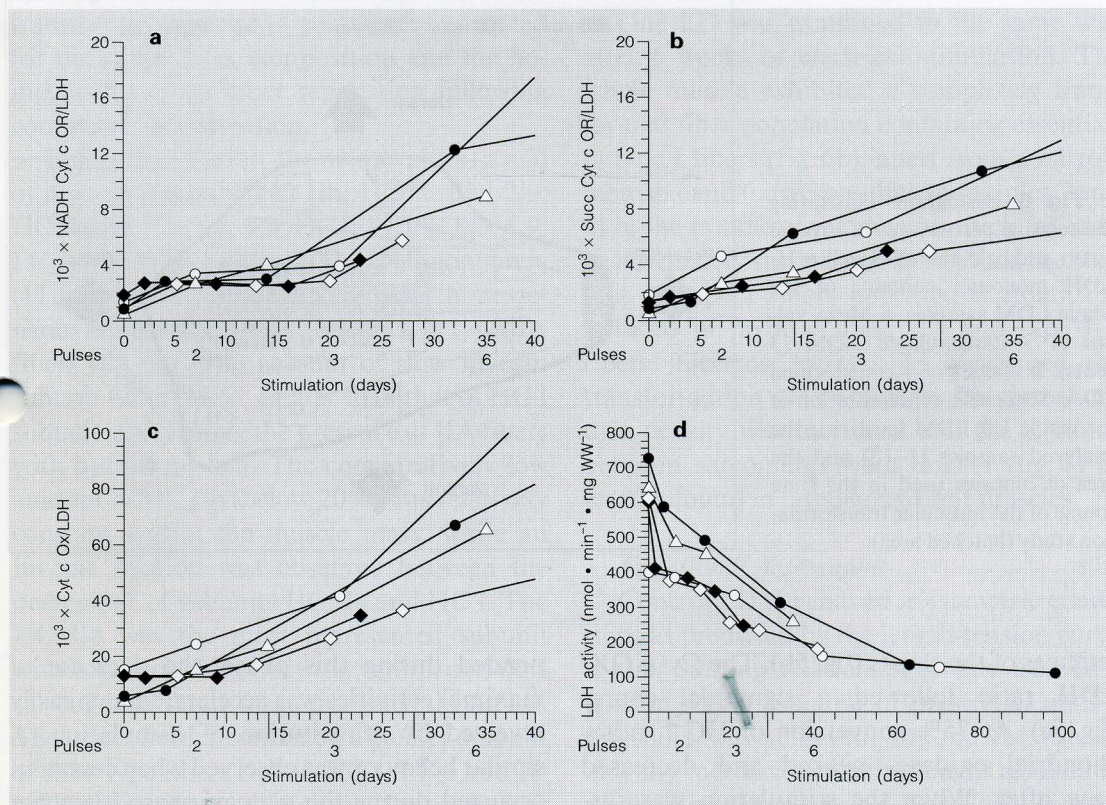 a
20
16
12
8
4
0
10³ × NADH Cyt c OR/LDH
0 5 10 15 20 25 30 35 40
Pulses 2 3 6
Stimulation (days)
b
20
16
12
8
4
0
10³ × Succ Cyt c OR/LDH
0 5 10 15 20 25 30 35 40
Pulses 2 3 6
Stimulation (days)
c
100
80
60
40
20
0
10³ × Cyt c Ox/LDH
0 5 10 15 20 25 30 35 40
Pulses 2 3 6
Stimulation (days)
d
800
700
600
500
400
300
200
100
0
LDH activity (nmol • min⁻¹ • mg WW⁻¹)
0 20 40 60 80 100
Pulses 2 3 6
Stimulation (days)